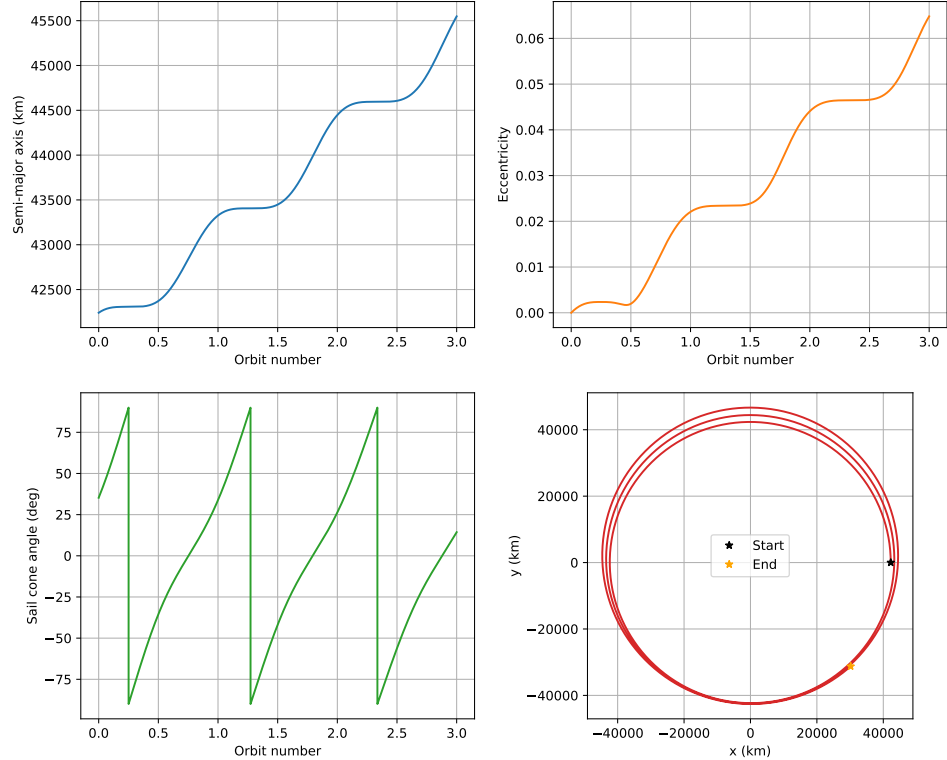 45500
45000
44500
44000
43500
43000
42500
Semi-major axis (km)
0.0 0.5 1.0 1.5 2.0 2.5 3.0
Orbit number
0.06
0.05
0.04
0.03
0.02
0.01
0.00
Eccentricity
0.0 0.5 1.0 1.5 2.0 2.5 3.0
Orbit number
75
50
25
0
−25
−50
−75
Sail cone angle (deg)
0.0 0.5 1.0 1.5 2.0 2.5 3.0
Orbit number
40000
20000
0
−20000
−40000
y (km)
Start
End
−40000 −20000 0 20000 40000
x (km)